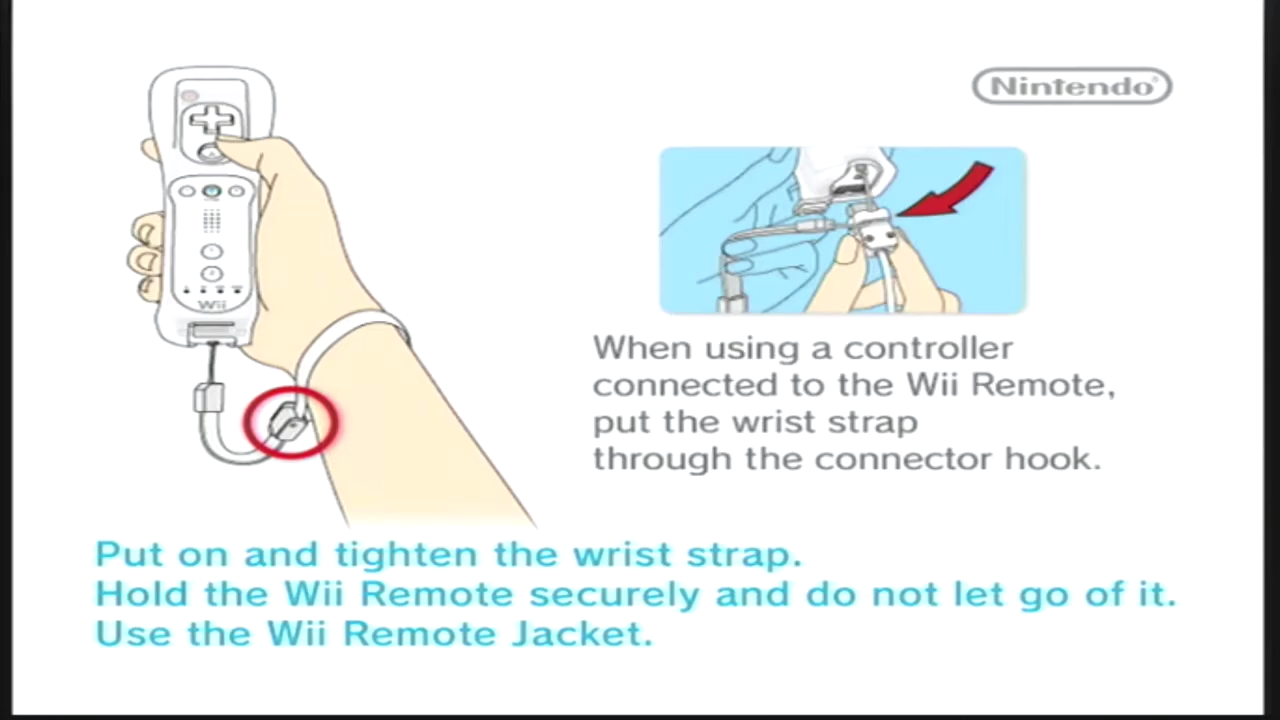 Nintendo
Wii
When using a controller
connected to the Wii Remote,
put the wrist strap
through the connector hook.
Put on and tighten the wrist strap.
Hold the Wii Remote securely and do not let go of it.
Use the Wii Remote Jacket.